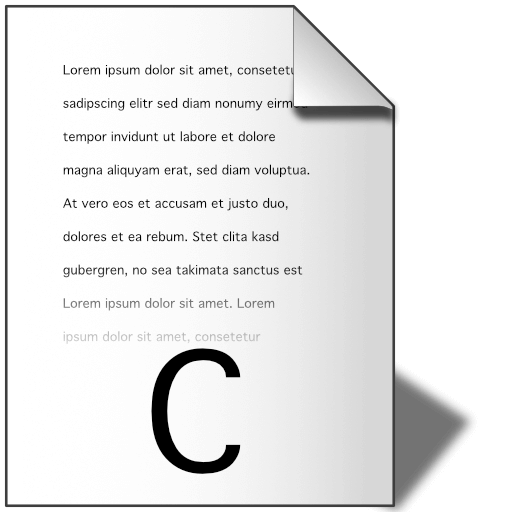 Lorem ipsum dolor sit amet, consetetu
sadipscing elitr sed diam nonumy eirm
tempor invidunt ut labore et dolore
magna aliquyam erat, sed diam voluptua.
At vero eos et accusam et justo duo,
dolores et ea rebum. Stet clita kasd
gubergren, no sea takimata sanctus est
Lorem ipsum dolor sit amet. Lorem
ipsum dolor sit amet, consetetur
C